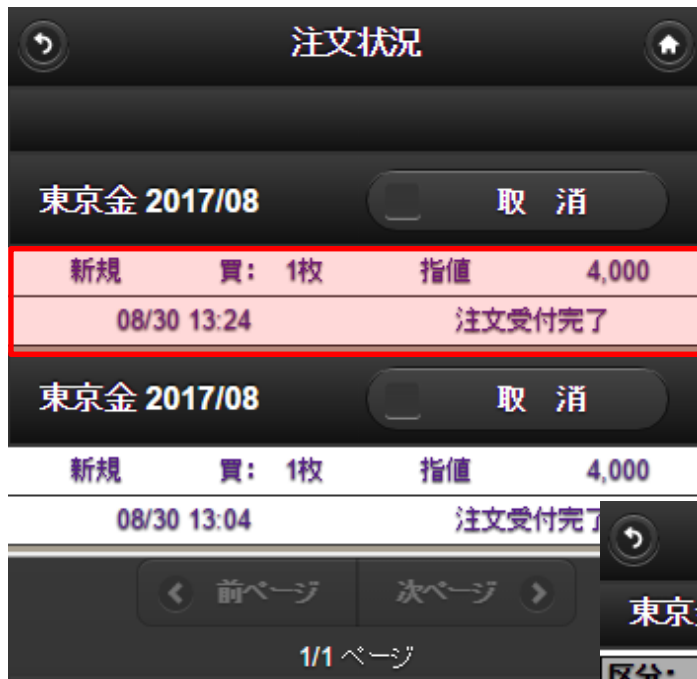 注文状況
東京金 2017/08 取 消
新規 買: 1枚 指値 4,000
08/30 13:24 注文受付完了
東京金 2017/08 取 消
新規 買: 1枚 指値 4,000
08/30 13:04 注文受付完了
前ページ 次ページ
1/1 ページ
東京
区分: